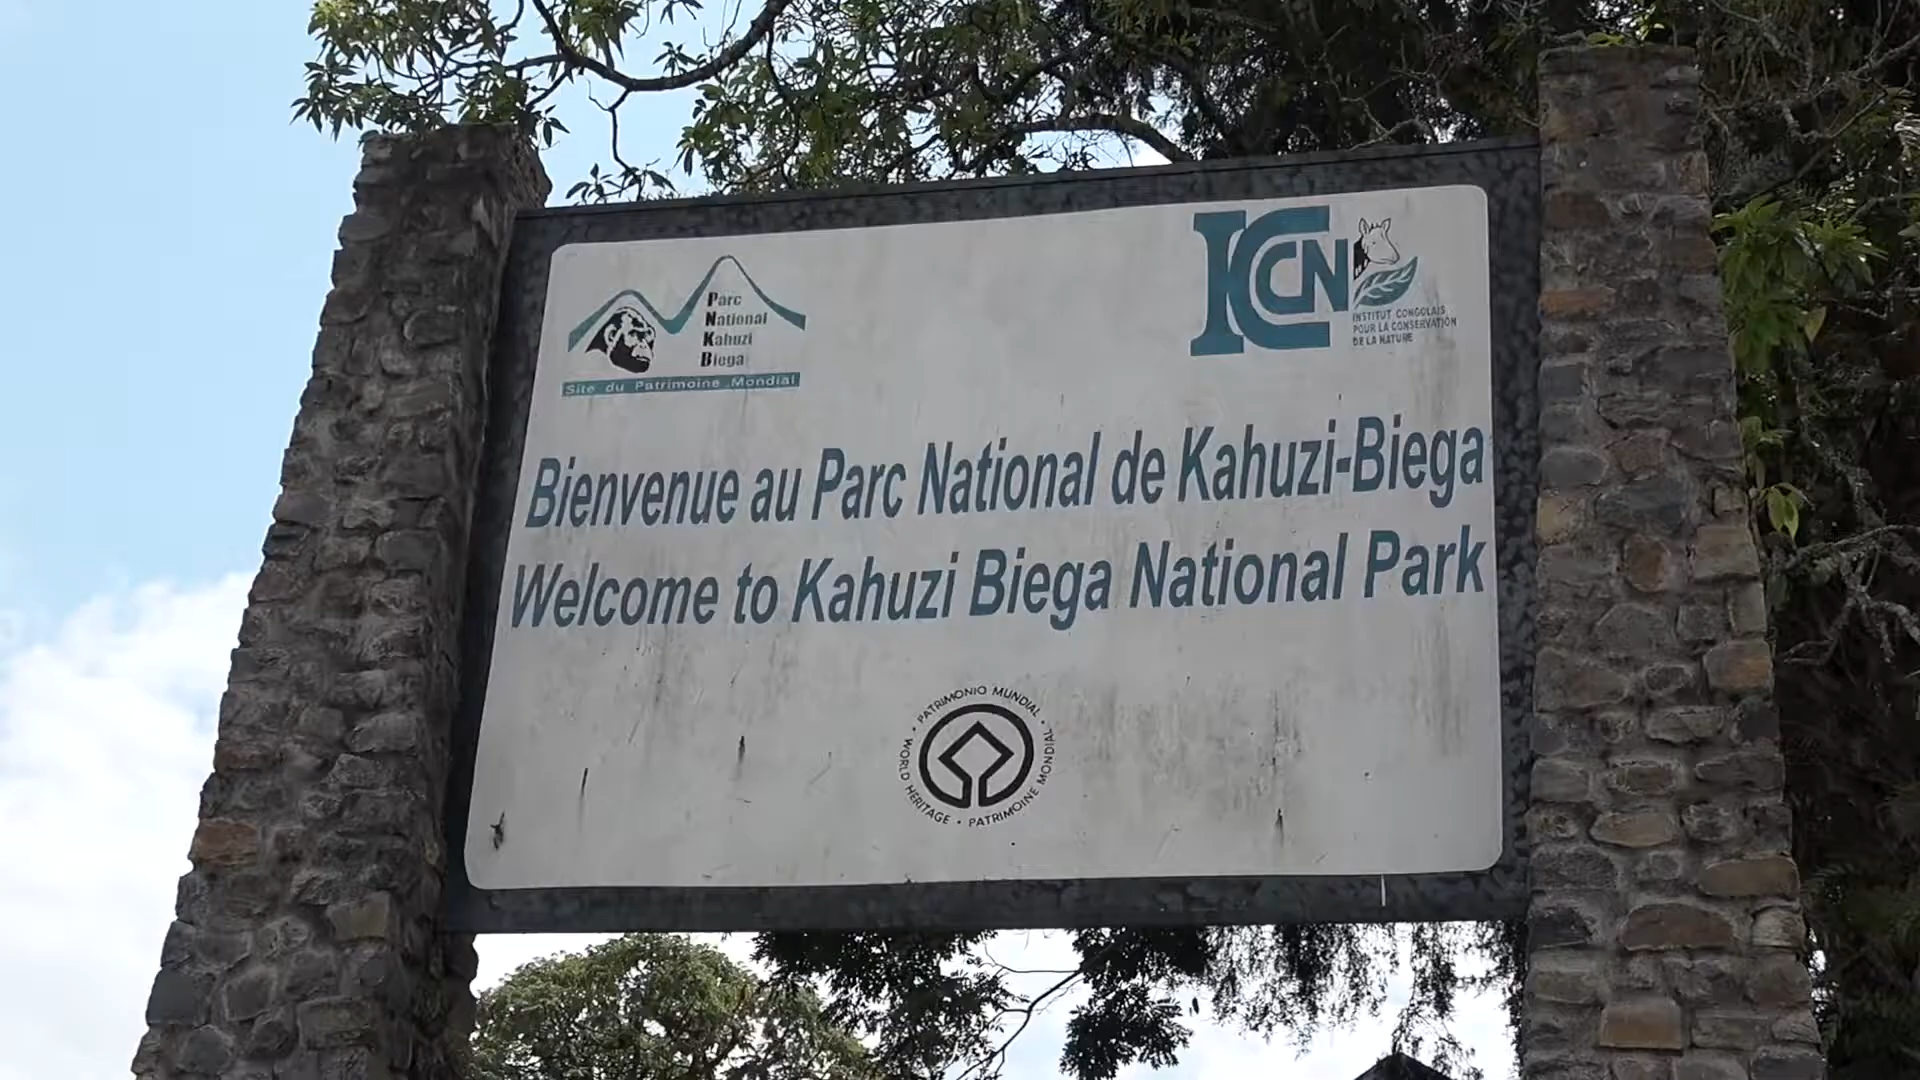 Parc
National
Kahuzi
Biega
Site du Patrimoine Mondial
ICCN
INSTITUT CONGOLAIS
POUR LA CONSERVATION
DE LA NATURE
Bienvenue au Parc National de Kahuzi-Biega
Welcome to Kahuzi Biega National Park
PATRIMONIO MUNDIAL • WORLD HERITAGE • PATRIMOINE MONDIAL •